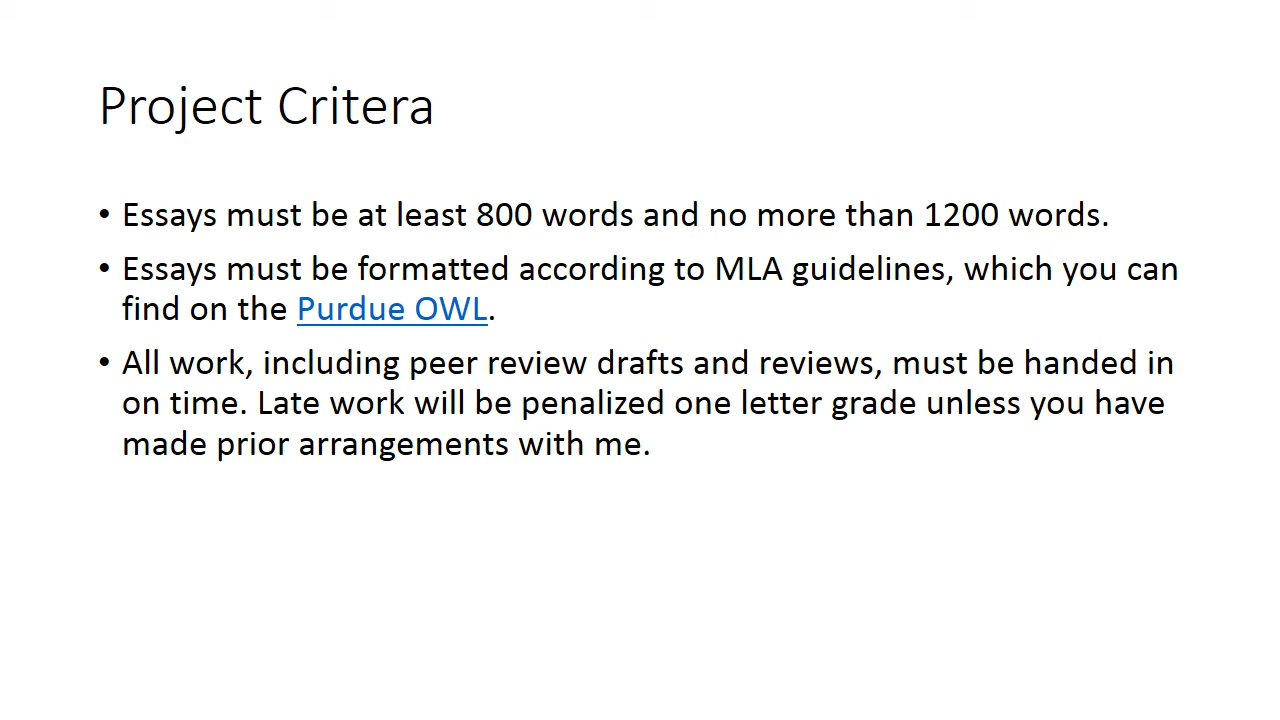 Project Critera
• Essays must be at least 800 words and no more than 1200 words.
• Essays must be formatted according to MLA guidelines, which you can
find on the Purdue OWL.
• All work, including peer review drafts and reviews, must be handed in
on time. Late work will be penalized one letter grade unless you have
made prior arrangements with me.